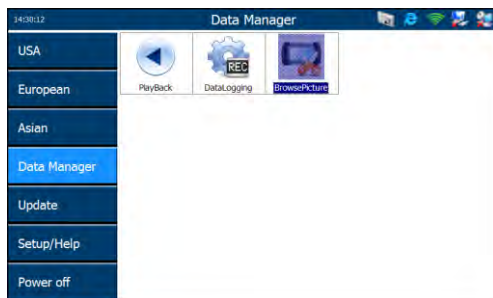 14:30:12
Data Manager
USA
European
Asian
Data Manager
Update
Setup/Help
Power off
REC
PlayBack
DataLogging
BrowsePicture